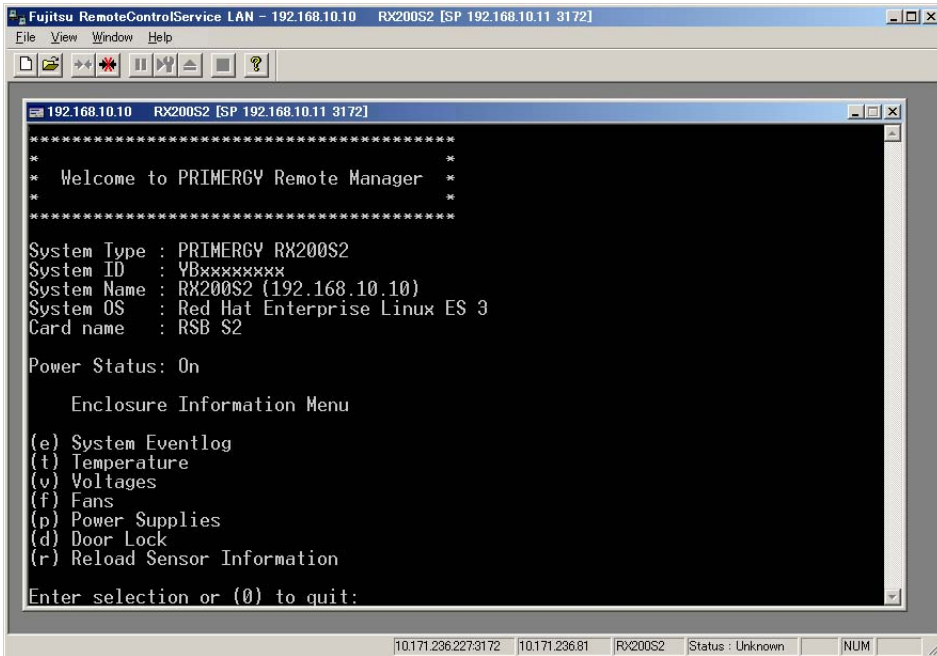 Fujitsu RemoteControlService LAN - 192.168.10.10 RX200S2 [SP 192.168.10.11 3172]
File View Window Help
192.168.10.10 RX200S2 [SP 192.168.10.11 3172]
****************************************
* *
* Welcome to PRIMERGY Remote Manager *
* *
****************************************
System Type : PRIMERGY RX200S2
System ID : YBxxxxxxxx
System Name : RX200S2 (192.168.10.10)
System OS : Red Hat Enterprise Linux ES 3
Card name : RSB S2
Power Status: On
Enclosure Information Menu
(e) System Eventlog
(t) Temperature
(v) Voltages
(f) Fans
(p) Power Supplies
(d) Door Lock
(r) Reload Sensor Information
Enter selection or (0) to quit:
10.171.236.227:3172 10.171.236.81 RX200S2 Status : Unknown NUM